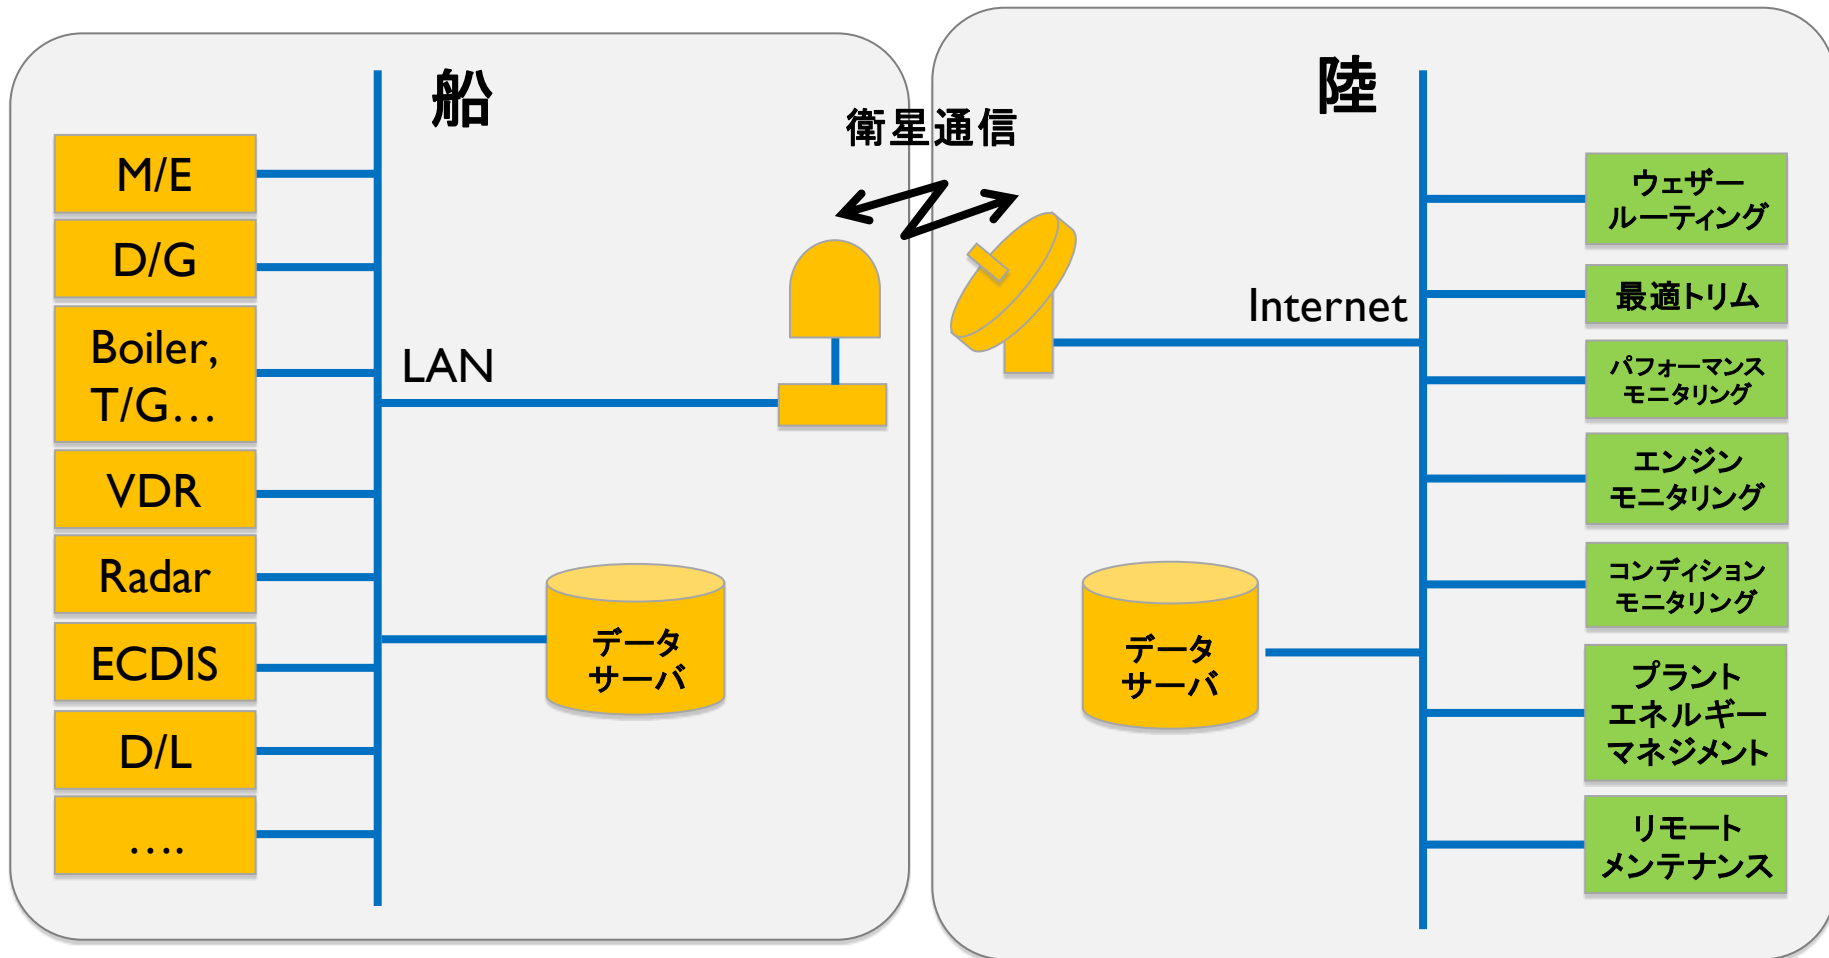 船
M/E
D/G
Boiler,
T/G…
VDR
Radar
ECDIS
D/L
….
LAN
データ
サーバ
衛星通信
陸
Internet
データ
サーバ
ウェザー
ルーティング
最適トリム
パフォーマンス
モニタリング
エンジン
モニタリング
コンディション
モニタリング
プラント
エネルギー
マネジメント
リモート
メンテナンス